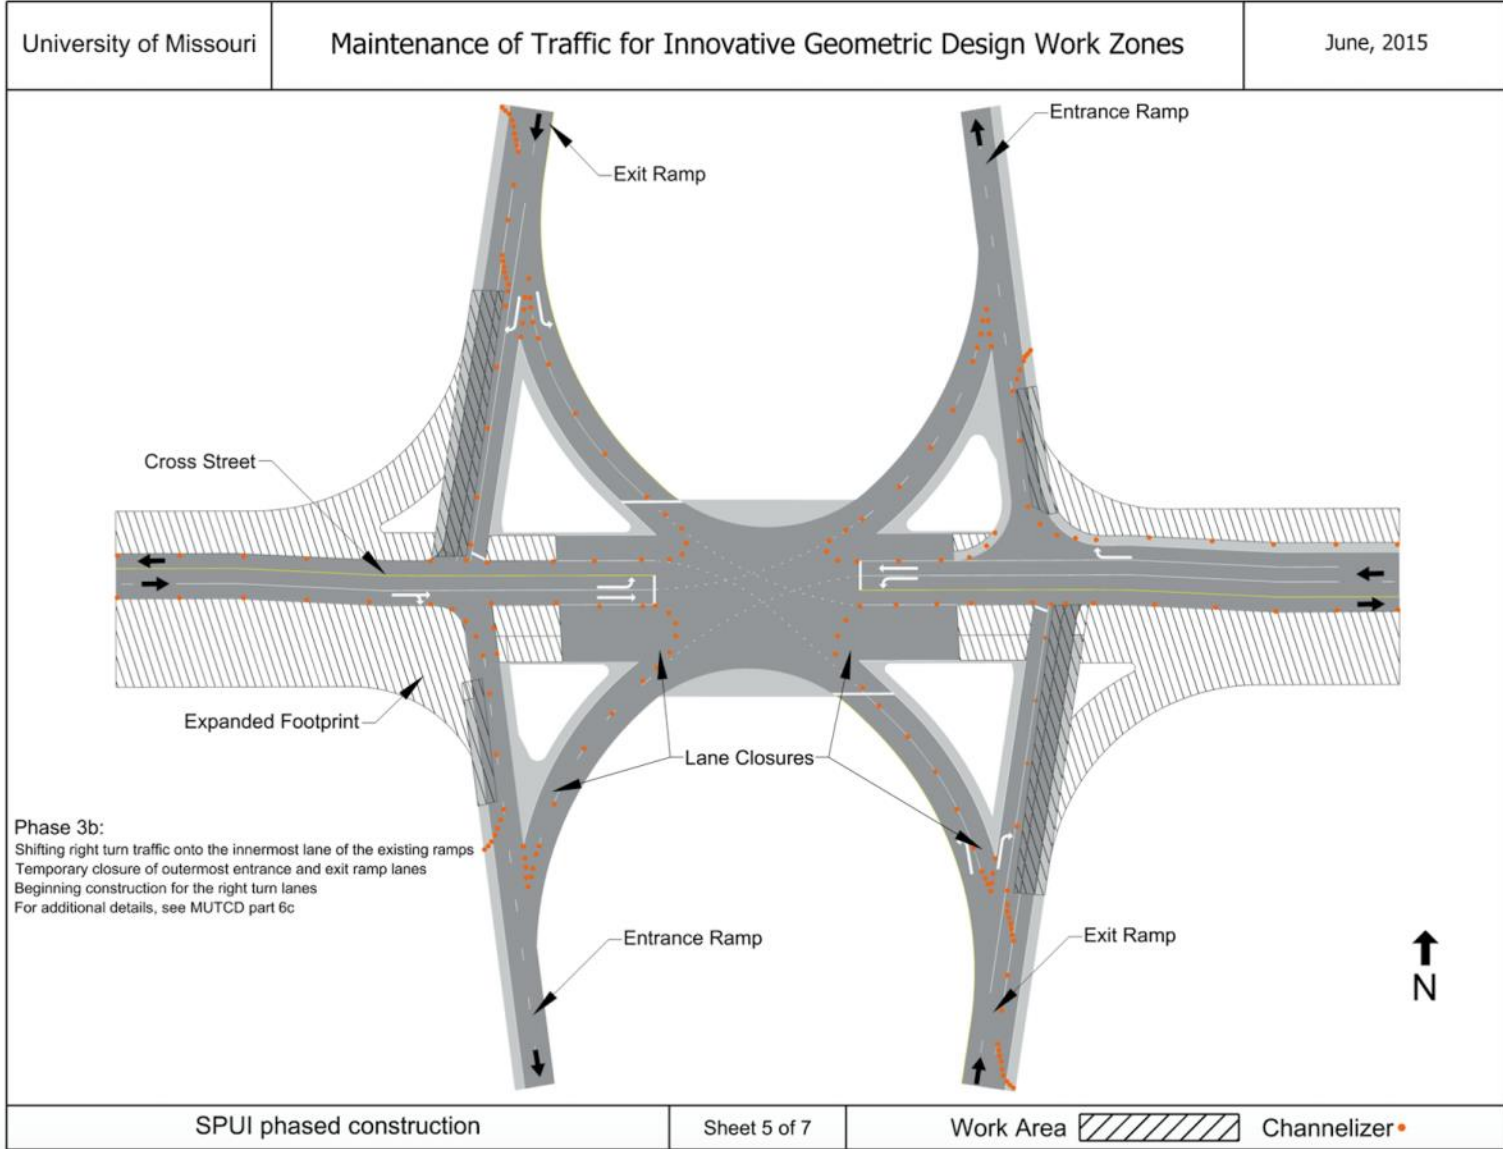 University of Missouri
Maintenance of Traffic for Innovative Geometric Design Work Zones
June, 2015
Entrance Ramp
Exit Ramp
Cross Street
Expanded Footprint
Lane Closures
Phase 3b:
Shifting right turn traffic onto the innermost lane of the existing ramps
Temporary closure of outermost entrance and exit ramp lanes
Beginning construction for the right turn lanes
For additional details, see MUTCD part 6c
Entrance Ramp
Exit Ramp
N
SPUI phased construction
Sheet 5 of 7
Work Area
Channelizer